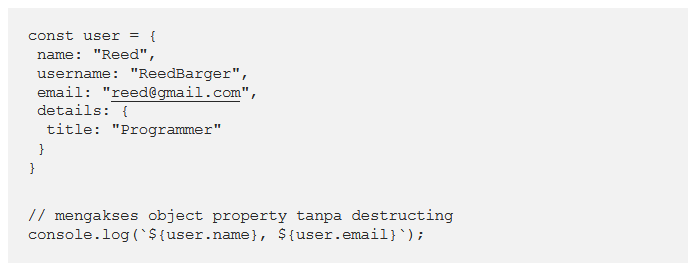 const user = {
 name: "Reed",
 username: "ReedBarger",
 email: "reed@gmail.com",
 details: {
  title: "Programmer"
 }
}
// mengakses object property tanpa destructing
console.log(`${user.name}, ${user.email}`);